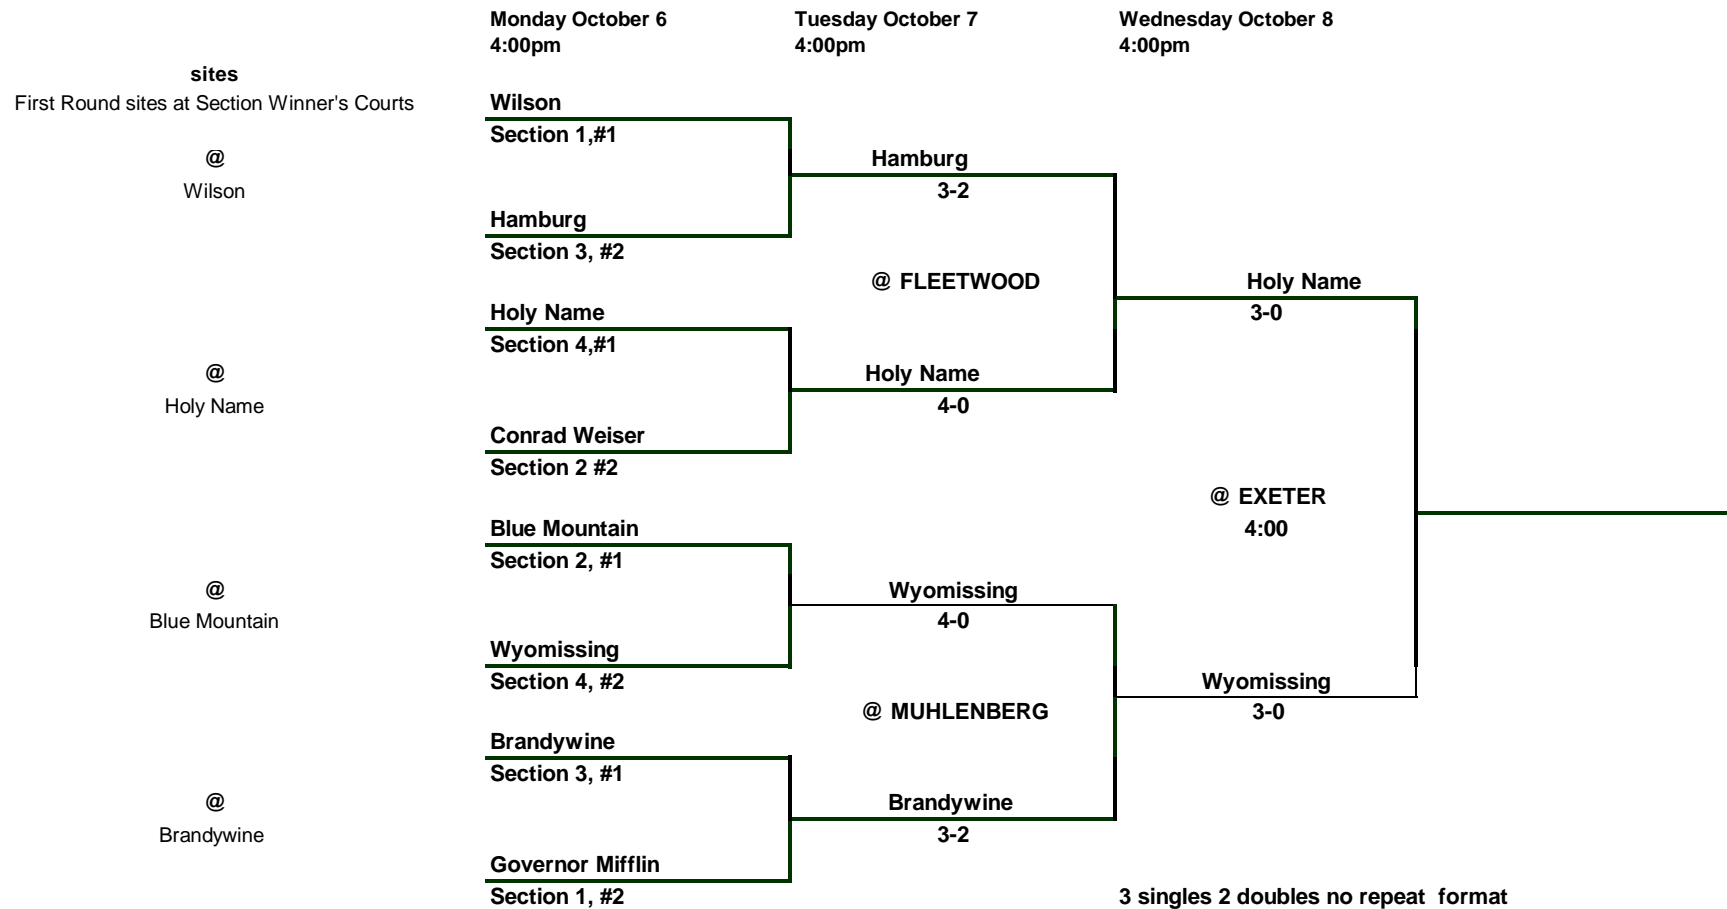 Monday October 6
Tuesday October 7
Wednesday October 8
4:00pm
4:00pm
4:00pm
sites
First Round sites at Section Winner's Courts
Wilson
Section 1,#1
@
Hamburg
Wilson
3-2
Hamburg
Section 3, #2
@ FLEETWOOD
Holy Name
Holy Name
3-0
Section 4,#1
@
Holy Name
Holy Name
4-0
Conrad Weiser
Section 2 #2
@ EXETER
Blue Mountain
4:00
Section 2, #1
@
Wyomissing
Blue Mountain
4-0
Wyomissing
Section 4, #2
Wyomissing
@ MUHLENBERG
3-0
Brandywine
Section 3, #1
@
Brandywine
Brandywine
3-2
Governor Mifflin
Section 1, #2
3 singles 2 doubles no repeat  format